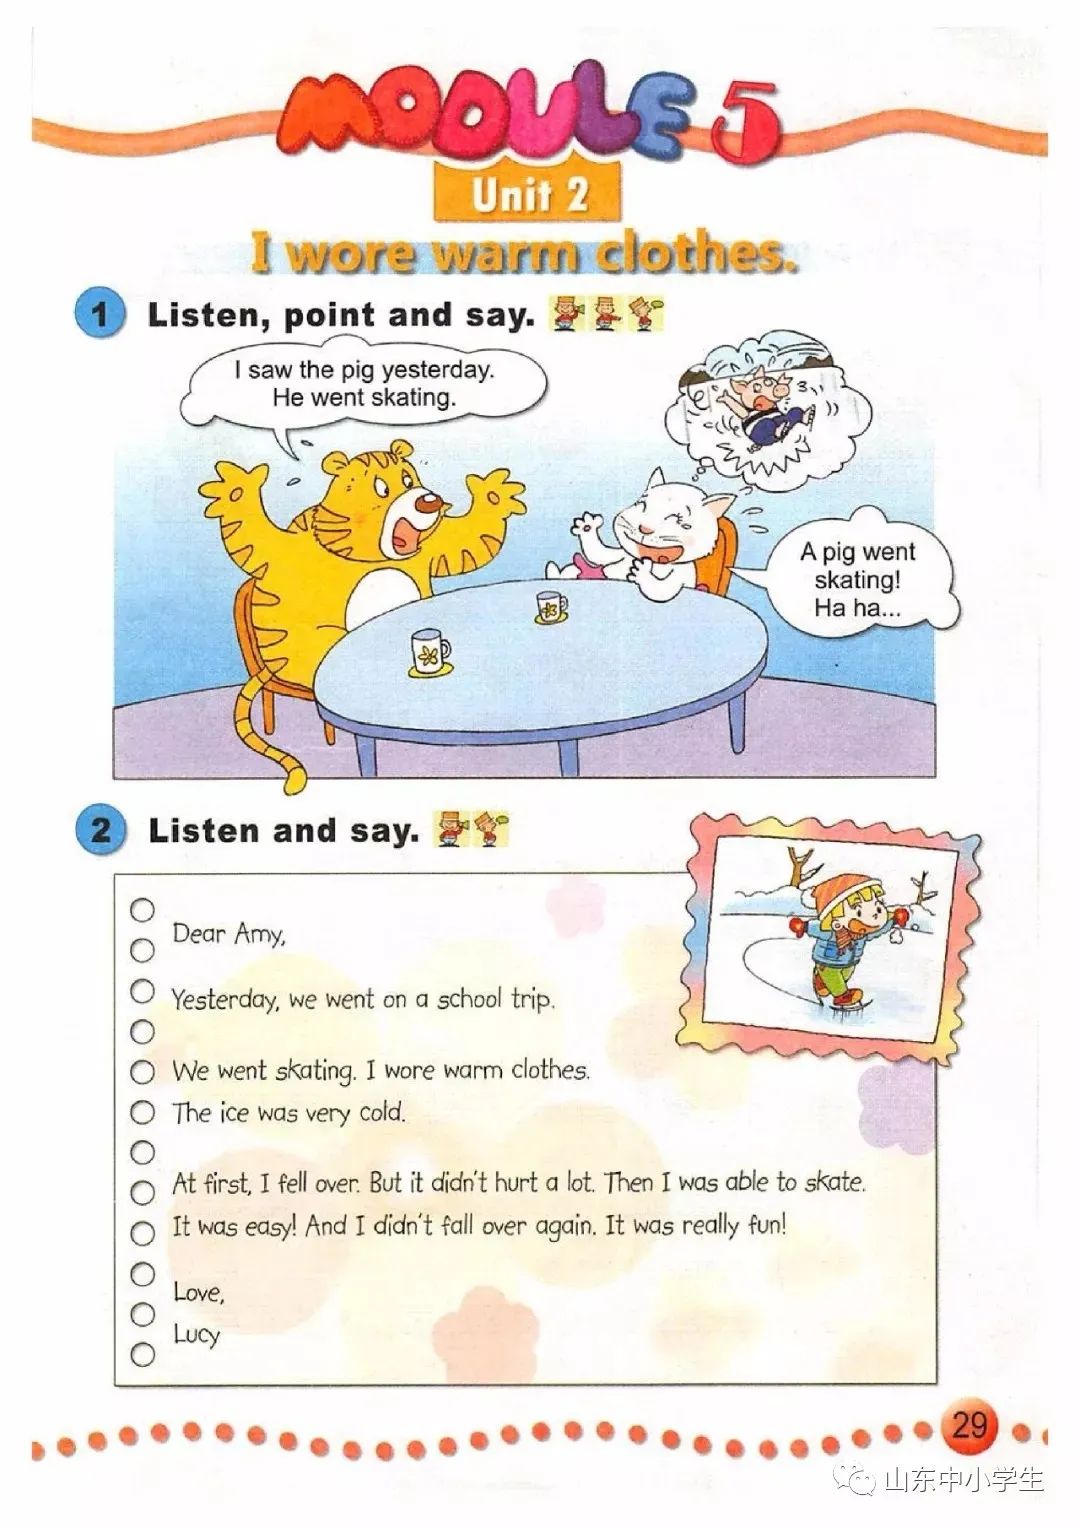 MODULE 5
Unit 2
I wore warm clothes.
1 Listen, point and say.
I saw the pig yesterday.
He went skating.
A pig went
skating!
Ha ha...
2 Listen and say.
Dear Amy,
Yesterday, we went on a school trip.
We went skating. I wore warm clothes.
The ice was very cold.
At first, I fell over. But it didn't hurt a lot. Then I was able to skate.
It was easy! And I didn't fall over again. It was really fun!
Love,
Lucy
29
山东中小学生